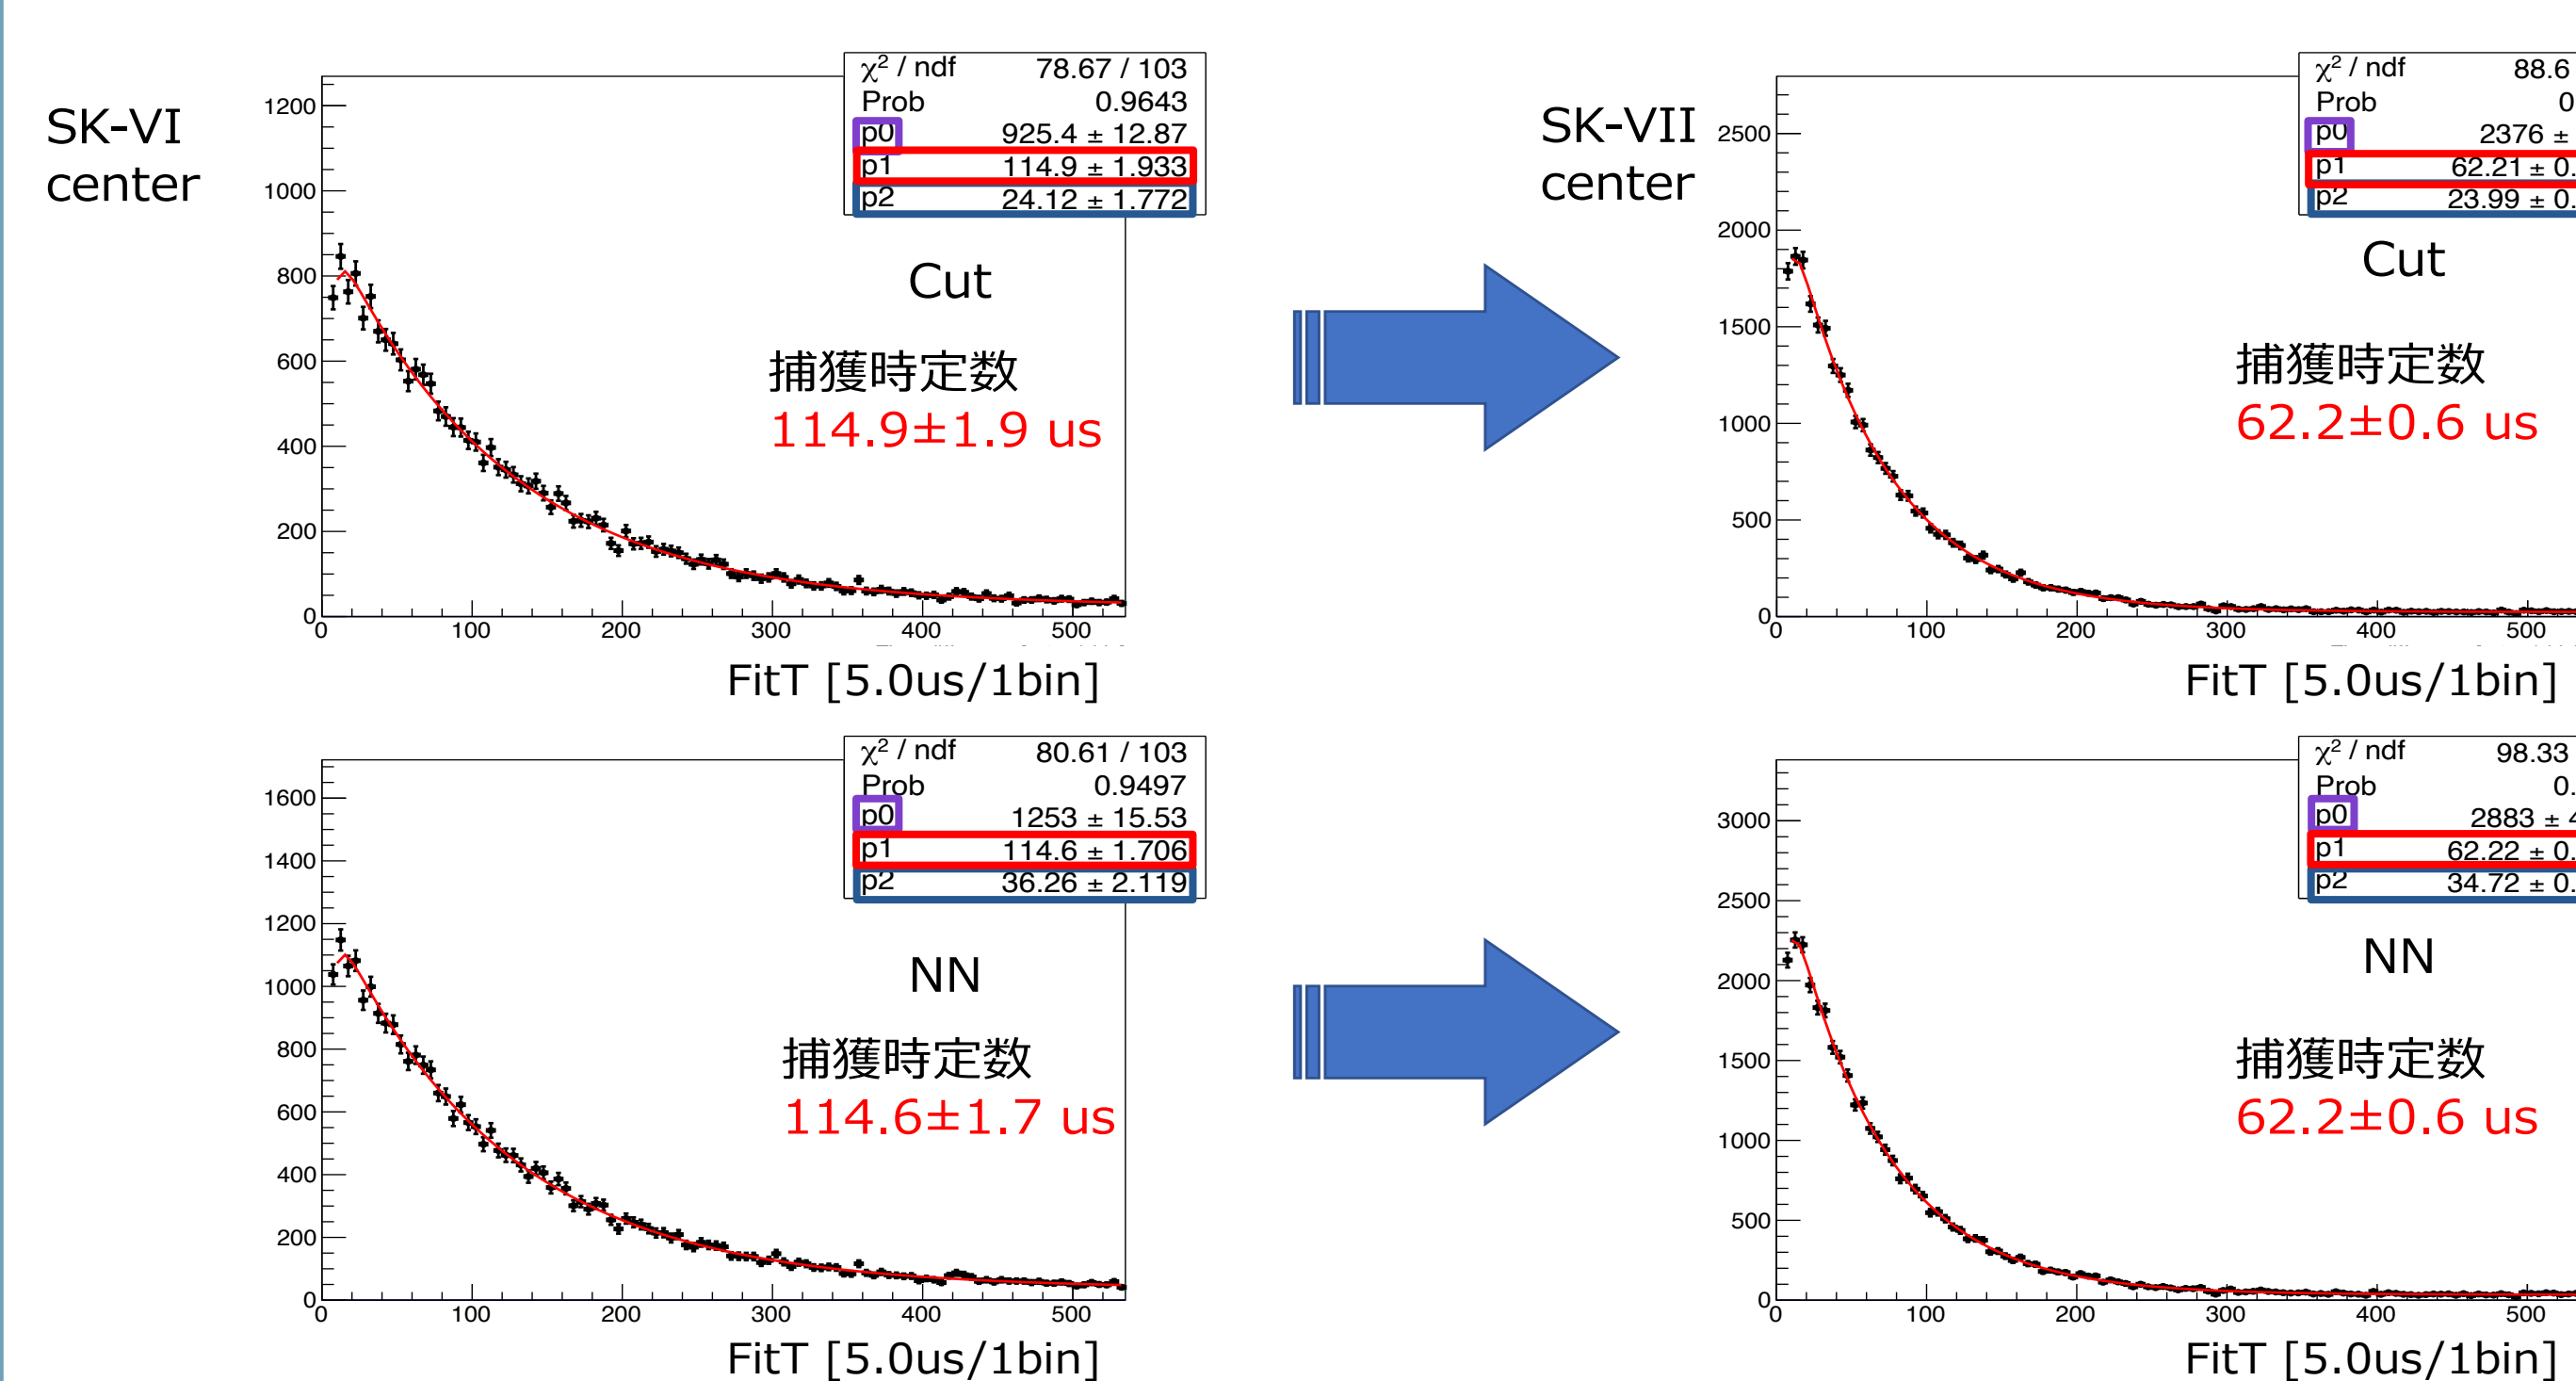 SK-VI
center
χ² / ndf 78.67 / 103
Prob 0.9643
p0 925.4 ± 12.87
p1 114.9 ± 1.933
p2 24.12 ± 1.772
1200
1000
800
600
400
200
0
Cut
捕獲時定数
114.9±1.9 us
0 100 200 300 400 500
FitT [5.0us/1bin]
SK-VII
center
χ² / ndf 88.6
Prob 0
p0 2376 ±
p1 62.21 ± 0.
p2 23.99 ± 0.
2500
2000
1500
1000
500
0
Cut
捕獲時定数
62.2±0.6 us
0 100 200 300 400 500
FitT [5.0us/1bin]
χ² / ndf 80.61 / 103
Prob 0.9497
p0 1253 ± 15.53
p1 114.6 ± 1.706
p2 36.26 ± 2.119
1600
1400
1200
1000
800
600
400
200
0
NN
捕獲時定数
114.6±1.7 us
0 100 200 300 400 500
FitT [5.0us/1bin]
χ² / ndf 98.33
Prob 0.
p0 2883 ± 4
p1 62.22 ± 0.
p2 34.72 ± 0.
3000
2500
2000
1500
1000
500
0
NN
捕獲時定数
62.2±0.6 us
0 100 200 300 400 500
FitT [5.0us/1bin]